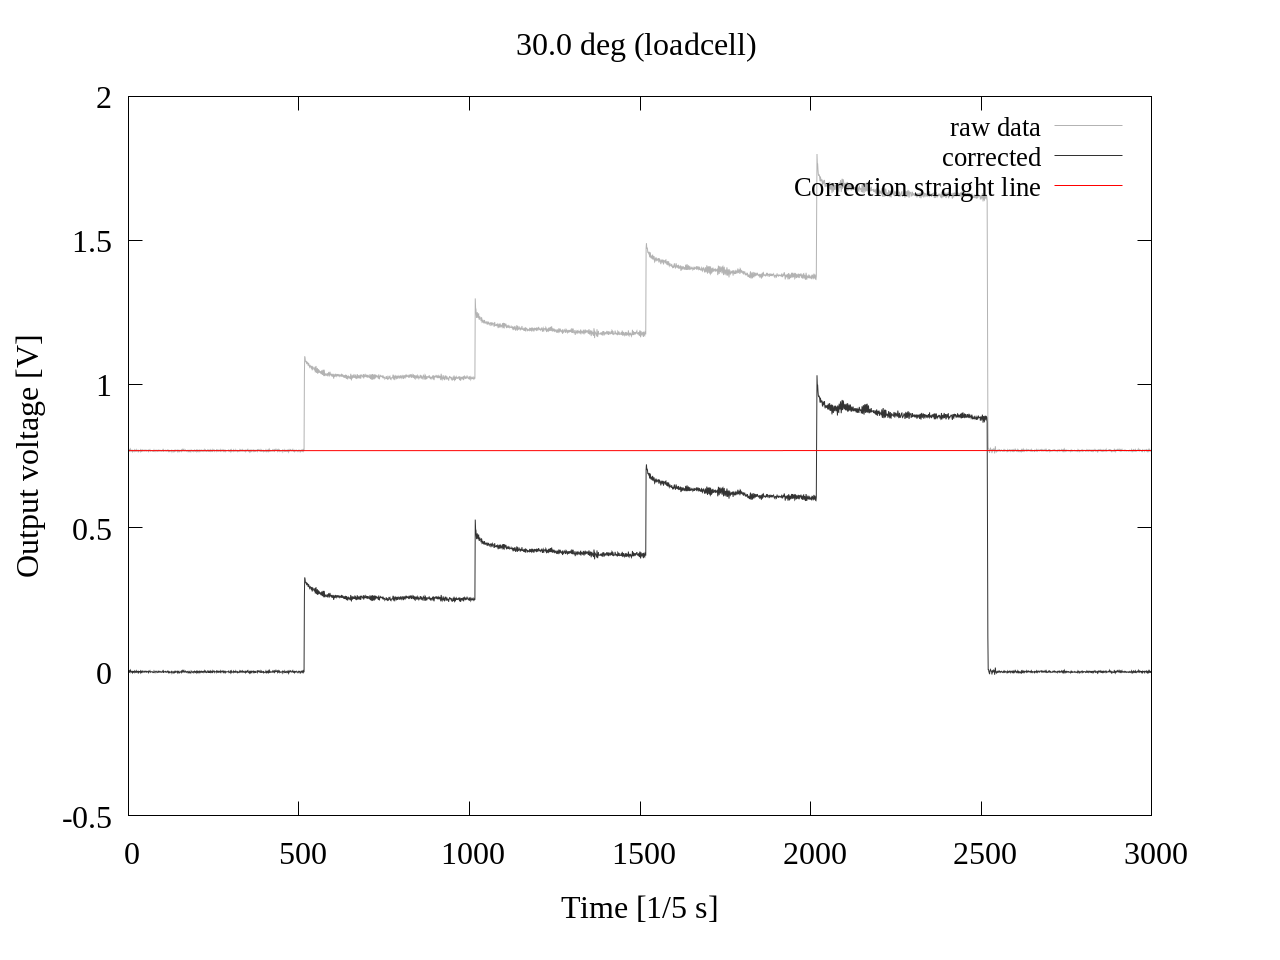 30.0 deg (loadcell)
raw data
corrected
Correction straight line
2
1.5
1
0.5
0
-0.5
Output voltage [V]
0 500 1000 1500 2000 2500 3000
Time [1/5 s]